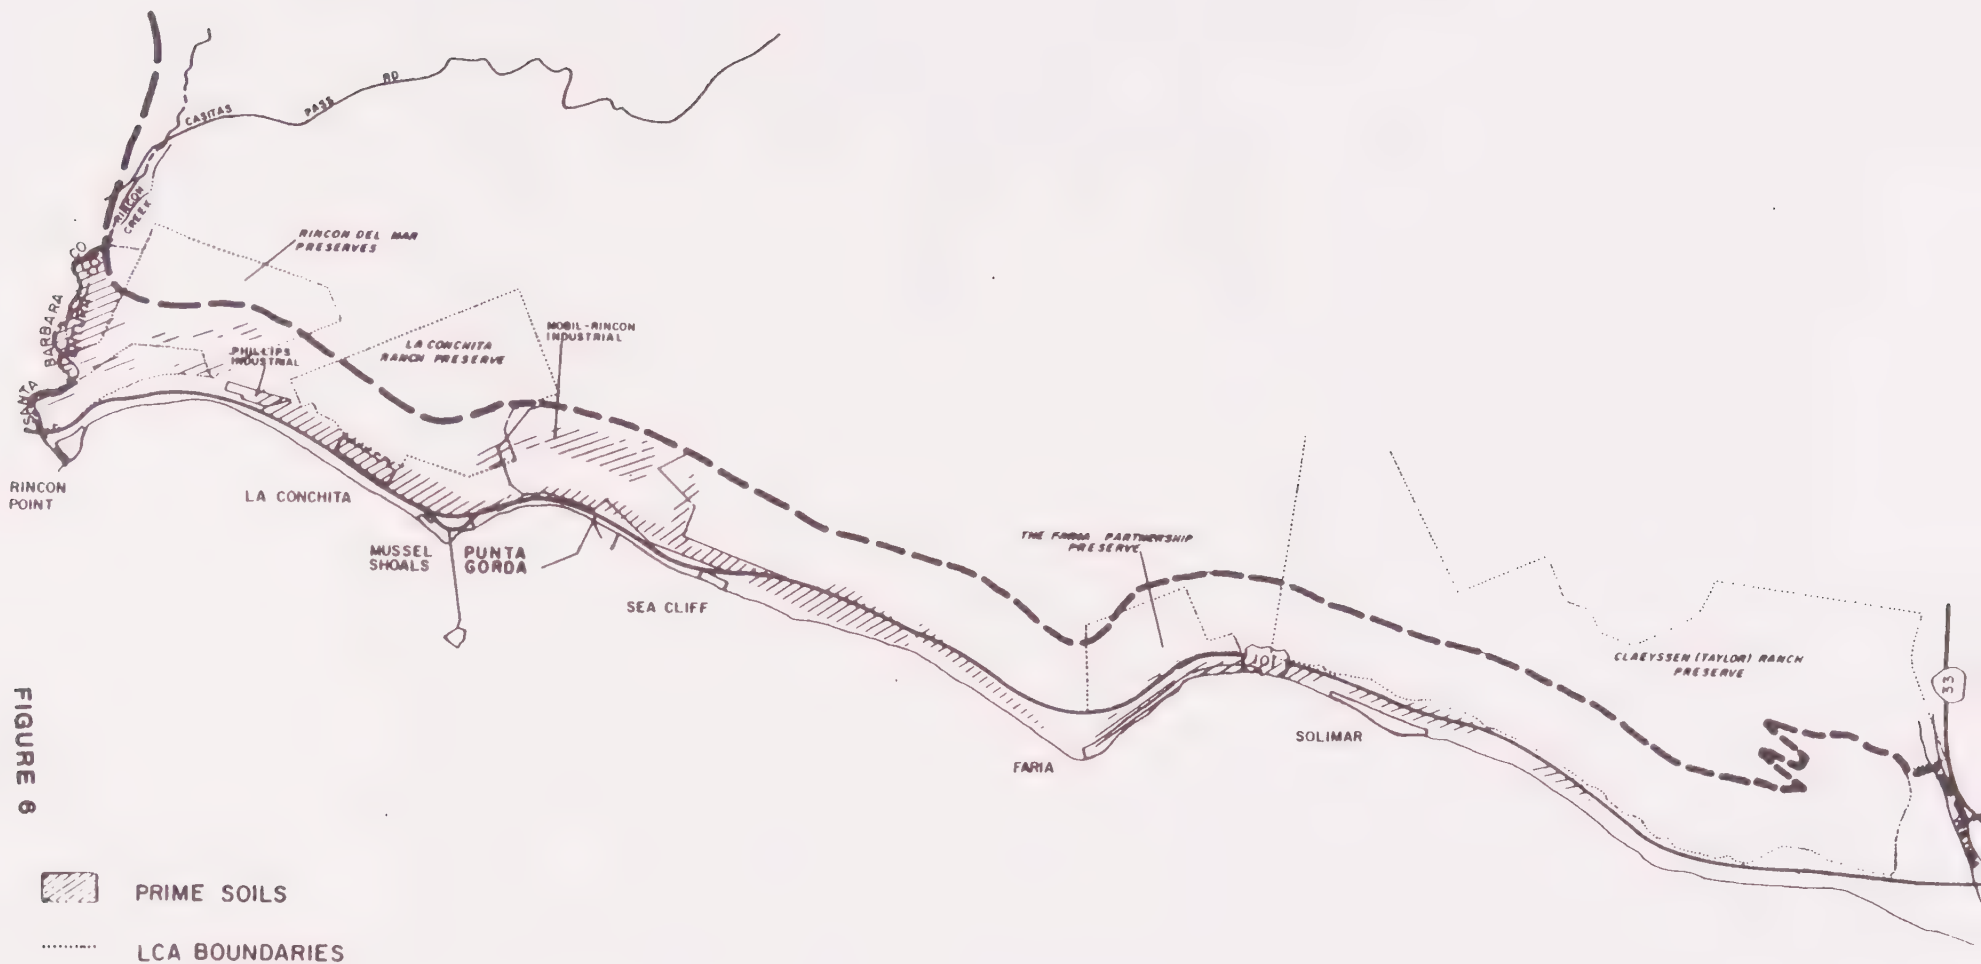 CASITAS PASS RD
RINCON
CREEK
RINCON DEL MAR
PRESERVES
SANTA BARBARA CO
VENTURA
PHILLIPS
INDUSTRIAL
LA CONCHITA
RANCH PRESERVE
MOBIL-RINCON
INDUSTRIAL
RINCON
POINT
LA CONCHITA
MUSSEL
SHOALS
PUNTA
GORDA
SEA CLIFF
THE FARIA PARTNERSHIP
PRESERVE
101
FARIA
SOLIMAR
CLAEYSSEN (TAYLOR) RANCH
PRESERVE
33
FIGURE 6
PRIME SOILS
LCA BOUNDARIES